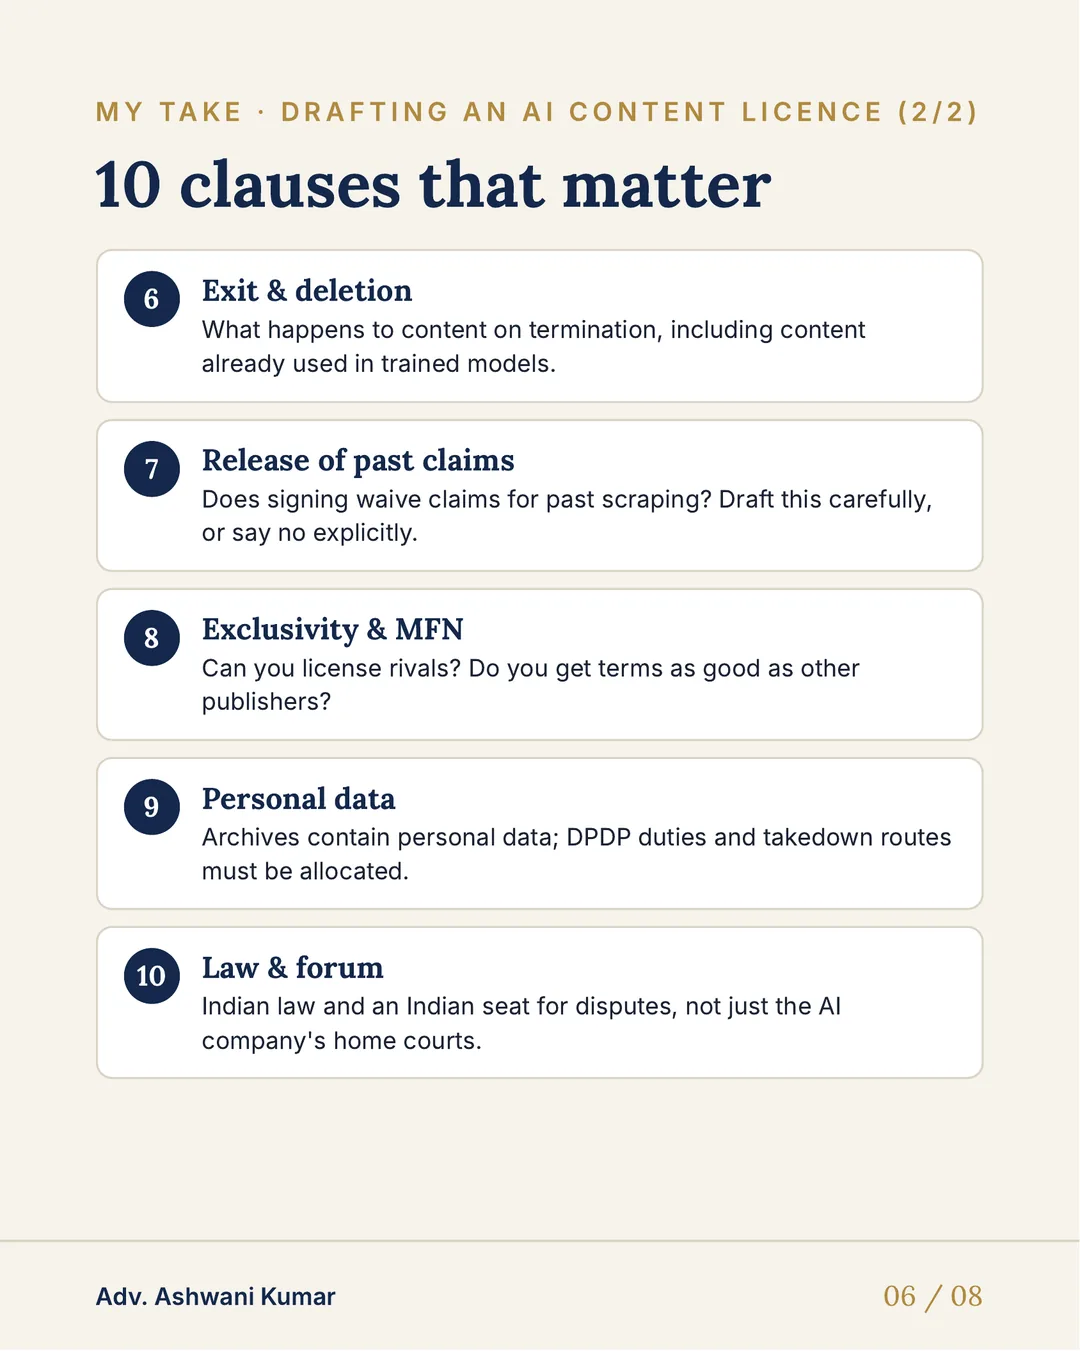 MY TAKE · DRAFTING AN AI CONTENT LICENCE (2/2)
10 clauses that matter
6
Exit & deletion
What happens to content on termination, including content
already used in trained models.
7
Release of past claims
Does signing waive claims for past scraping? Draft this carefully,
or say no explicitly.
8
Exclusivity & MFN
Can you license rivals? Do you get terms as good as other
publishers?
9
Personal data
Archives contain personal data; DPDP duties and takedown routes
must be allocated.
10
Law & forum
Indian law and an Indian seat for disputes, not just the AI
company's home courts.
Adv. Ashwani Kumar
06 / 08